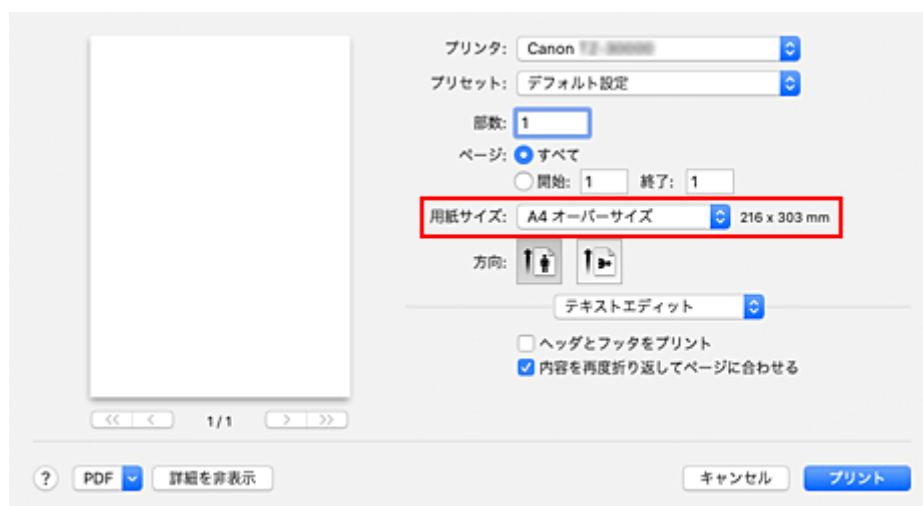 プリンタ: Canon
プリセット: デフォルト設定
部数: 1
ページ: すべて
開始: 1 終了: 1
用紙サイズ: A4 オーバーサイズ 216 x 303 mm
方向:
テキストエディット
ヘッダとフッタをプリント
内容を再度折り返してページに合わせる
<< < 1/1 > >>
? PDF 詳細を非表示 キャンセル プリント